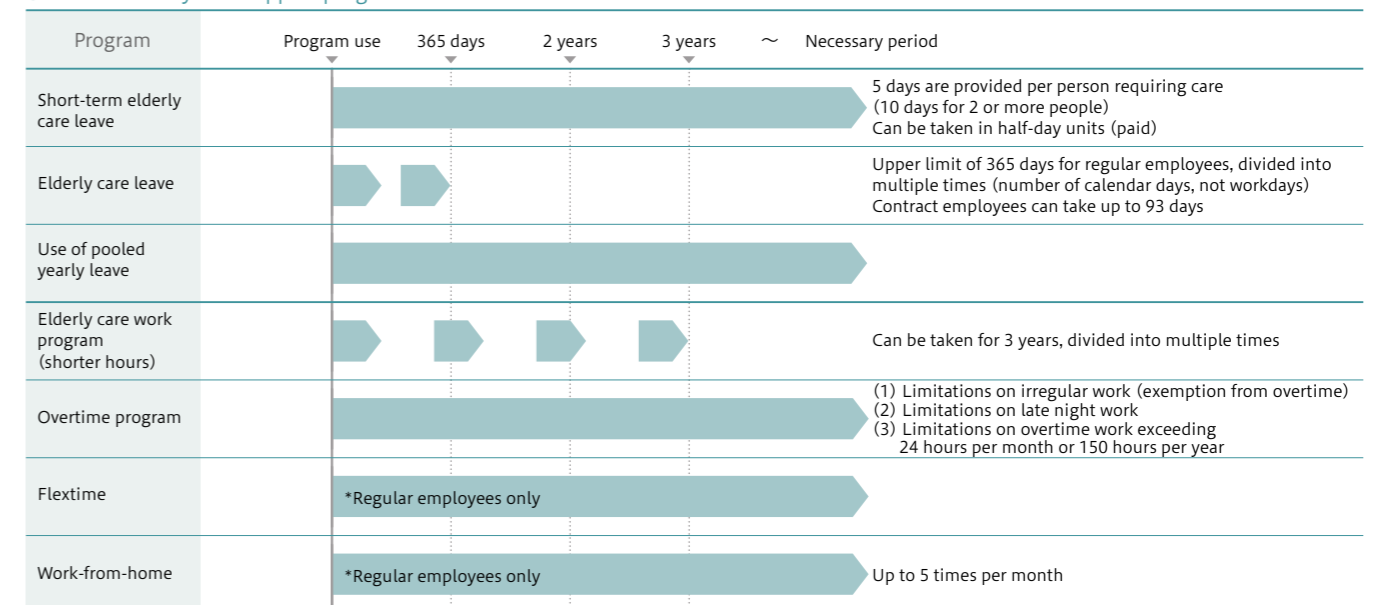 Program
Program use 365 days 2 years 3 years ～ Necessary period
Short-term elderly
care leave
5 days are provided per person requiring care
(10 days for 2 or more people)
Can be taken in half-day units (paid)
Elderly care leave
Upper limit of 365 days for regular employees, divided into
multiple times (number of calendar days, not workdays)
Contract employees can take up to 93 days
Use of pooled
yearly leave
Elderly care work
program
(shorter hours)
Can be taken for 3 years, divided into multiple times
Overtime program
(1) Limitations on irregular work (exemption from overtime)
(2) Limitations on late night work
(3) Limitations on overtime work exceeding
24 hours per month or 150 hours per year
Flextime
*Regular employees only
Work-from-home
*Regular employees only
Up to 5 times per month